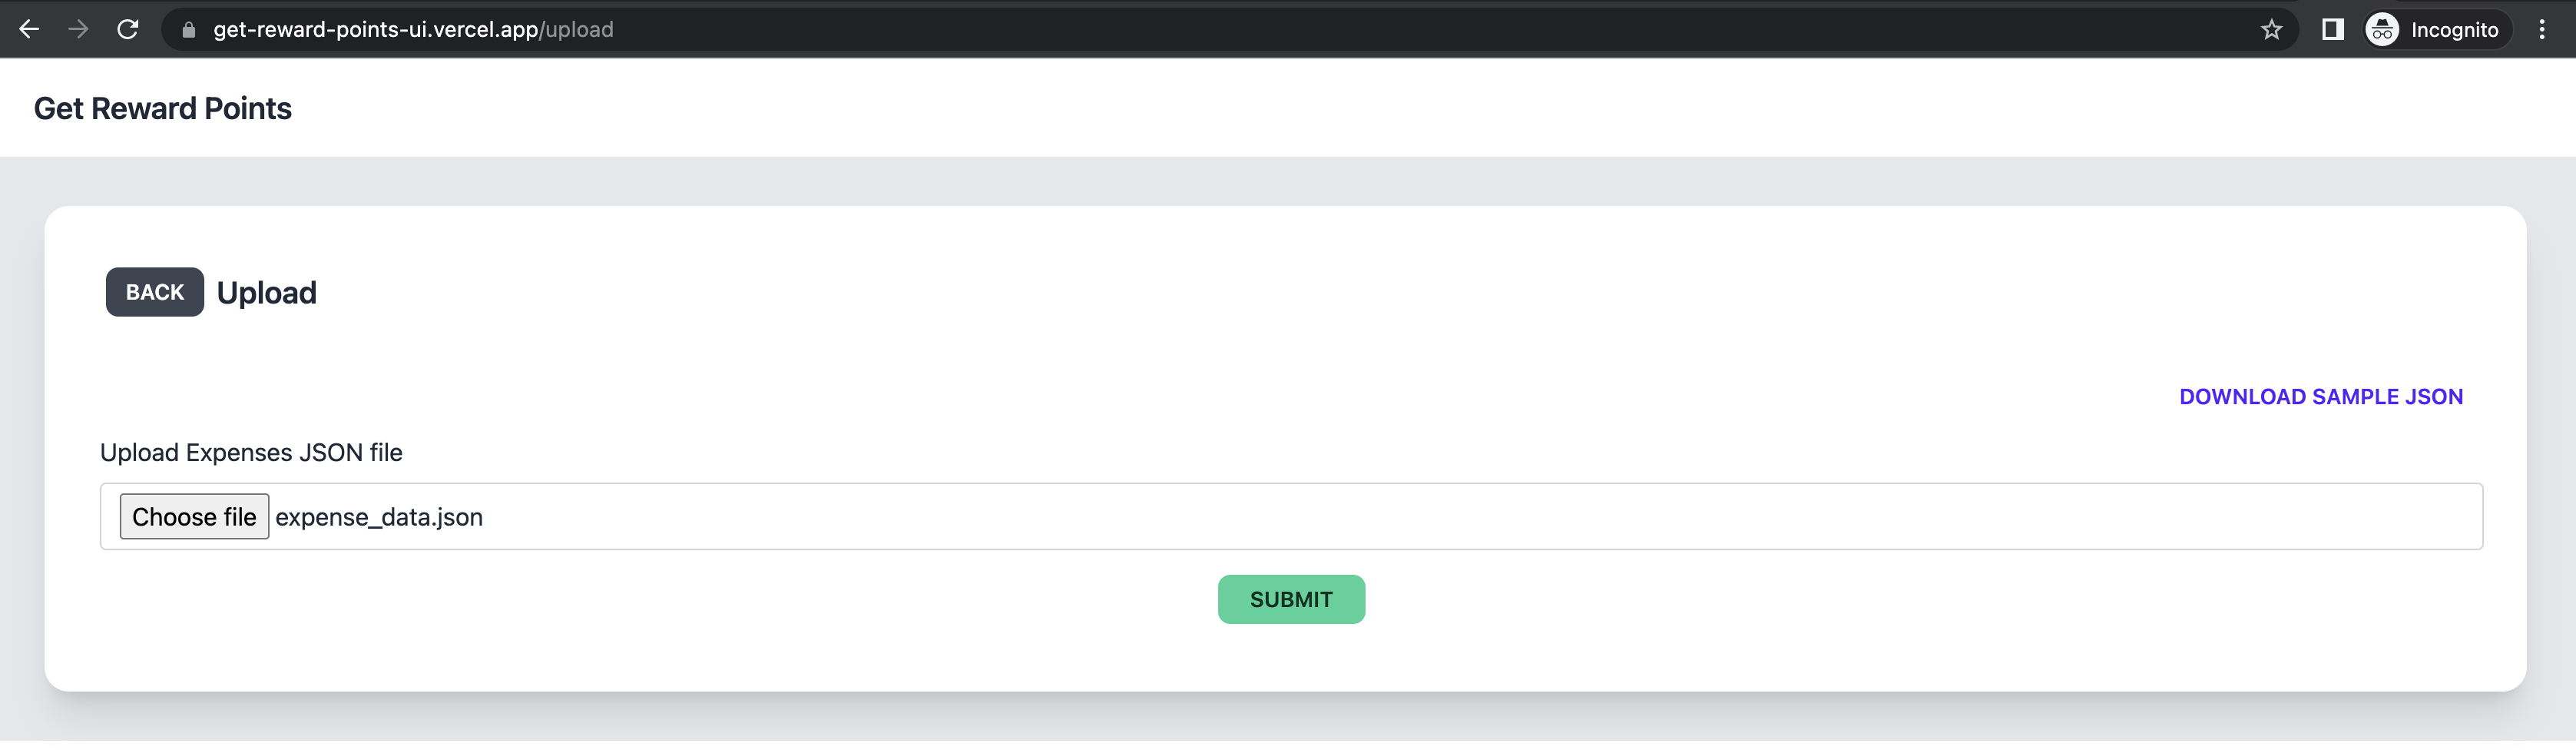 get-reward-points-ui.vercel.app/upload
Incognito
Get Reward Points
BACK Upload
DOWNLOAD SAMPLE JSON
Upload Expenses JSON file
Choose file expense_data.json
SUBMIT